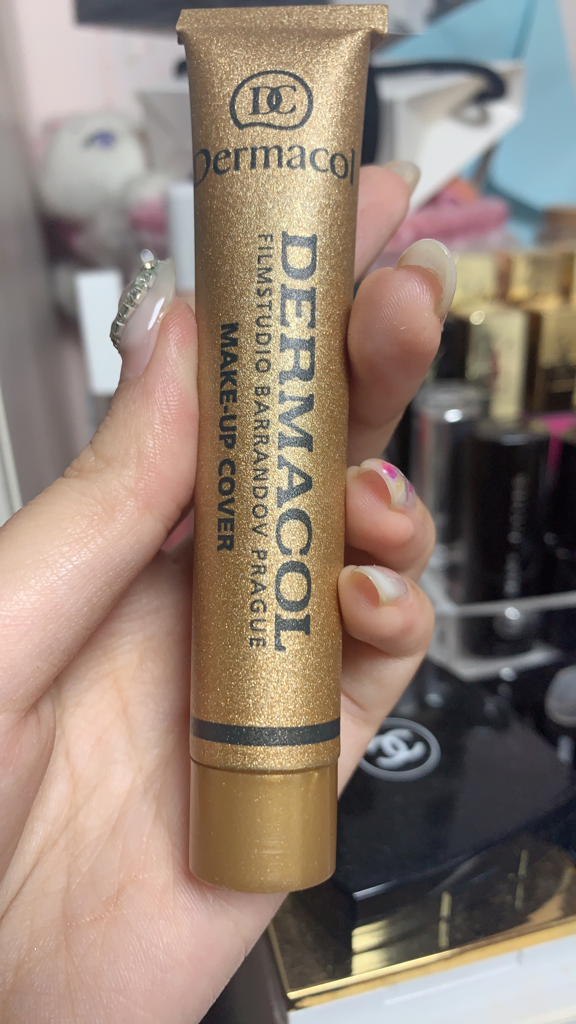 DC
Dermacol
DERMACOL
FILMSTUDIO BARRANDOV PRAGUE
MAKE-UP COVER